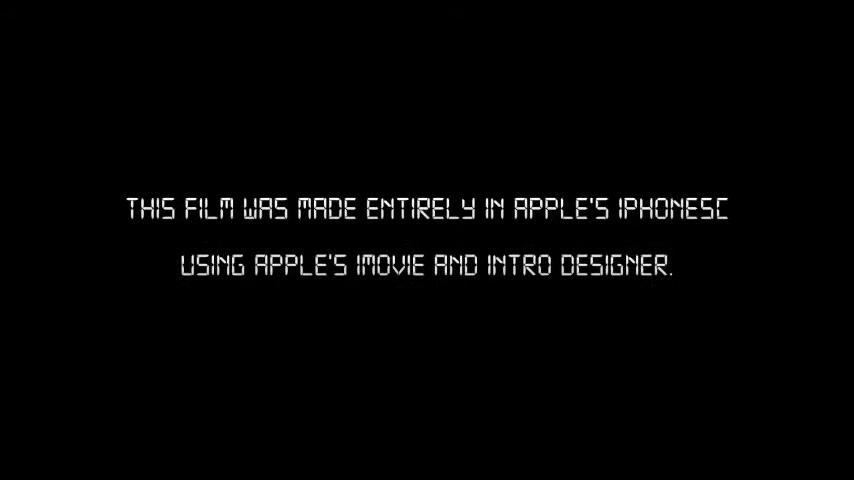 THIS FILM WAS MADE ENTIRELY IN APPLE'S IPHONE5C
USING APPLE'S IMOVIE AND INTRO DESIGNER.